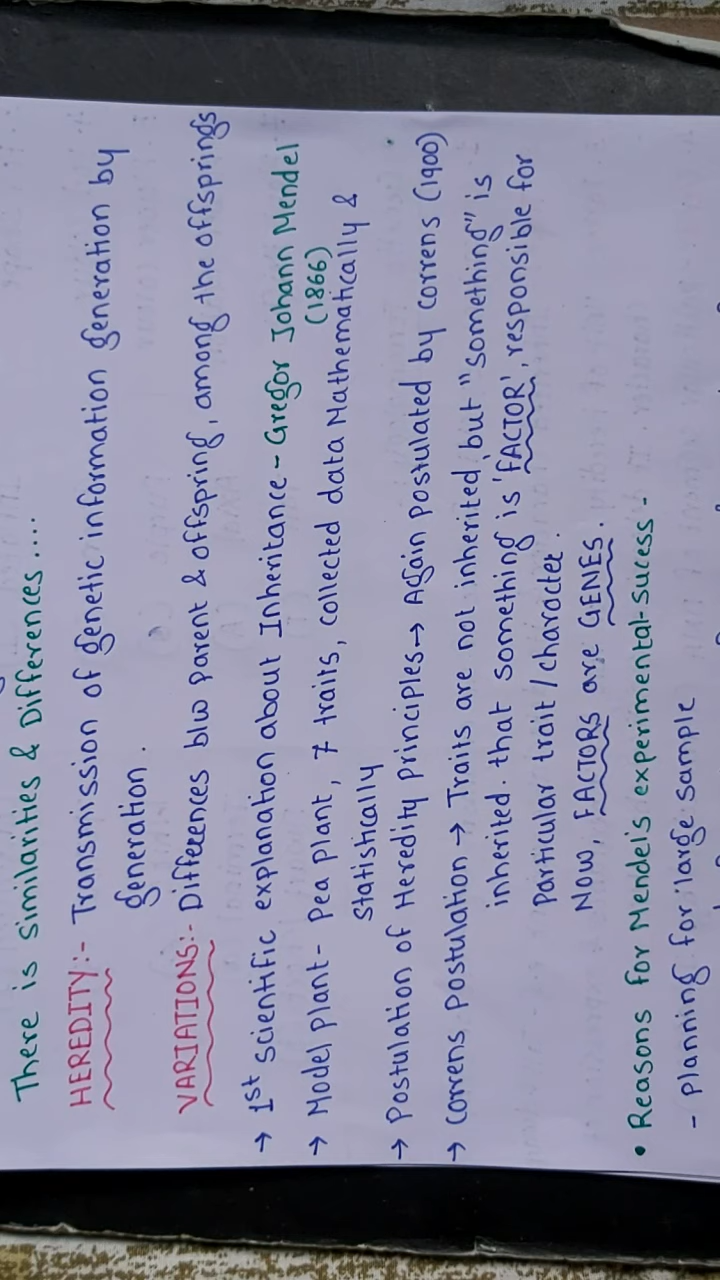 There is similarities & Differences ....
HEREDITY:- Transmission of genetic information generation by
generation.
VARIATIONS:- Differences b/w parent & offspring, among the offsprings
→ 1st scientific explanation about Inheritance - Gregor Johann Mendel
(1866)
→ Model plant - Pea plant, 7 traits, collected data Mathematically &
Statistically
→ Postulation of Heredity principles → Again postulated by correns (1900)
→ Correns postulation → Traits are not inherited, but "something" is
inherited. that something is 'FACTOR', responsible for
Particular trait / character.
Now, FACTORS are GENES.
• Reasons for Mendel's experimental-sucess -
- Planning for large sample